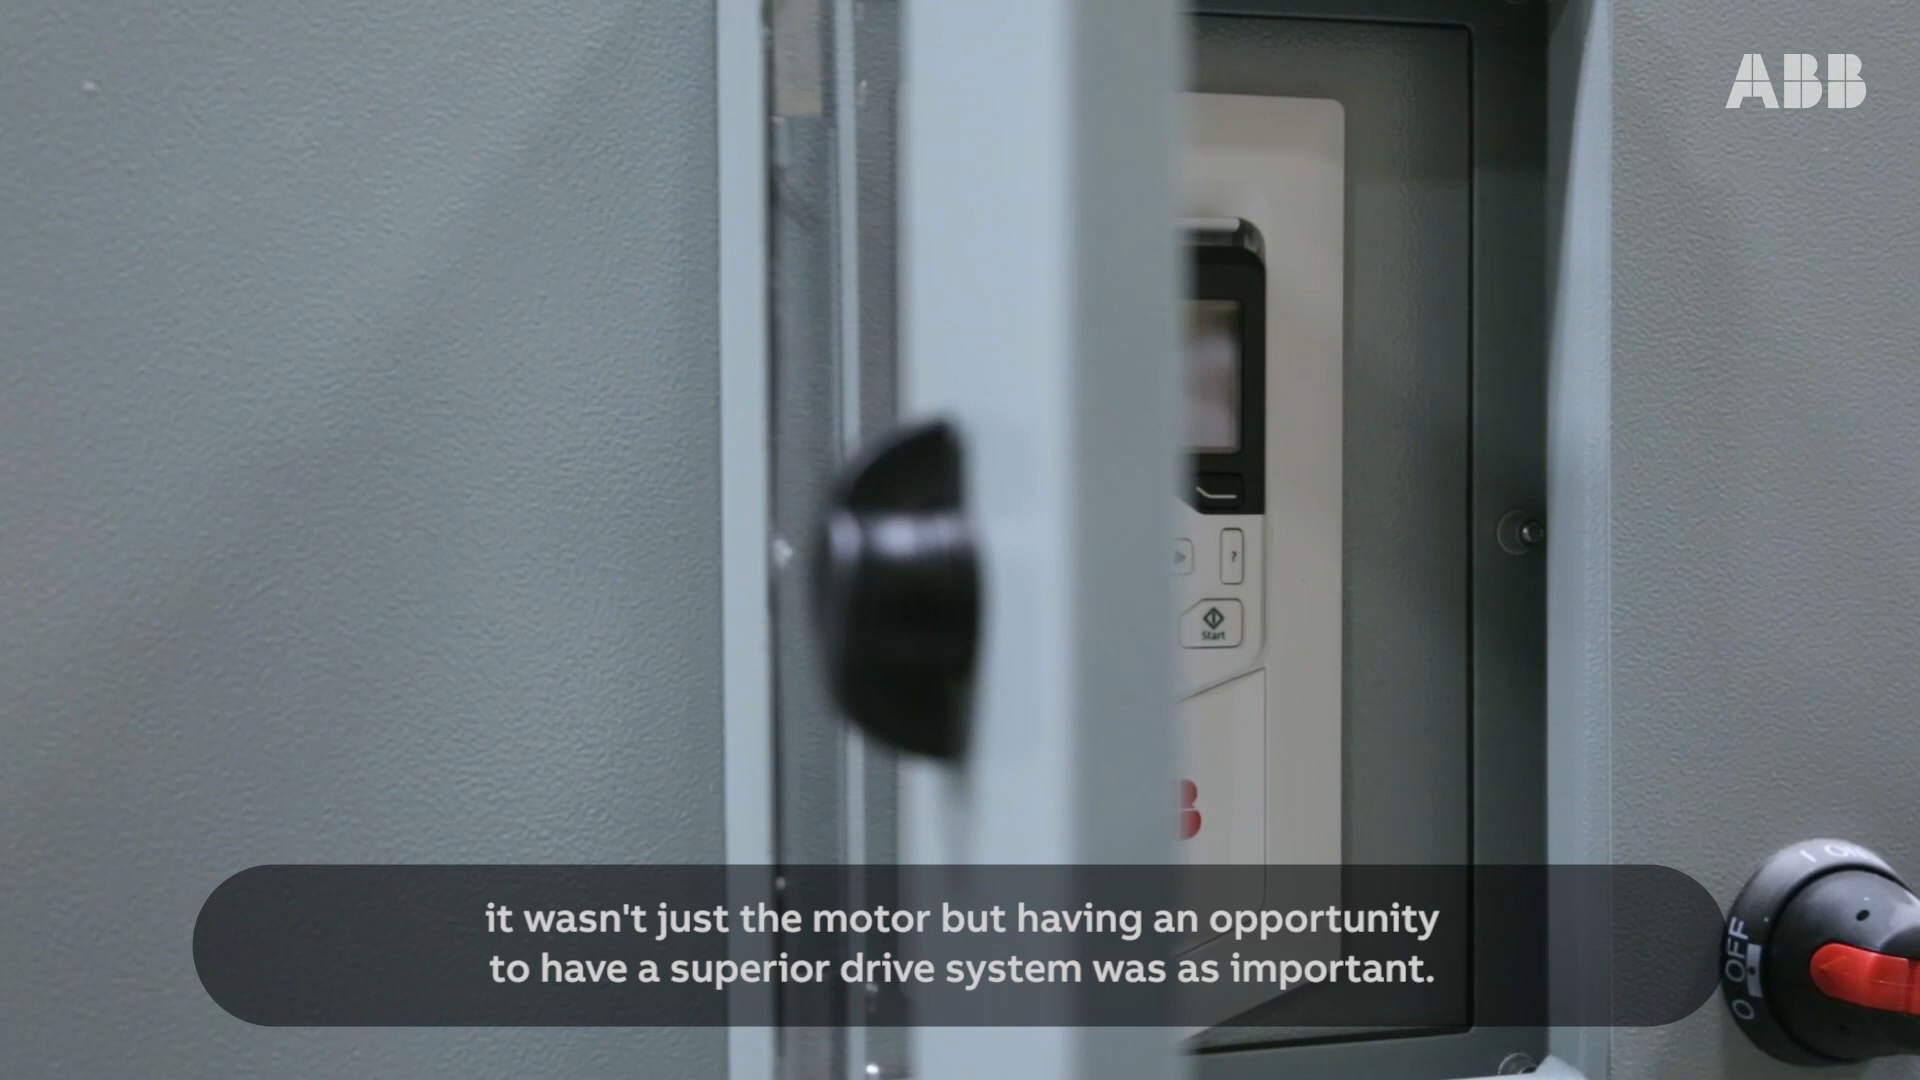 ABB
?
Start
B
I ON
O OFF
it wasn't just the motor but having an opportunity
to have a superior drive system was as important.